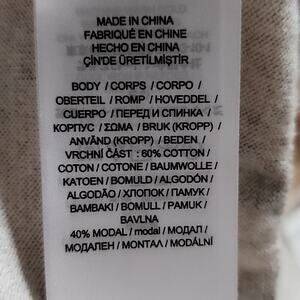 MADE IN CHINA
FABRIQUÉ EN CHINE
HECHO EN CHINA
ÇİN'DE ÜRETİLMİŞTİR
BODY / CORPS / CORPO /
OBERTEIL / ROMP / HOVEDDEL /
CUERPO / ПЕРЕД И СПИНКА /
КОРПУС / ΣΩΜΑ / BRUK (KROPP) /
ANVÄND (KROPP) / BEDEN /
VRCHNÍ ČÁST : 60% COTTON /
COTON / COTONE / BAUMWOLLE /
KATOEN / BOMULD / ALGODÓN /
ALGODÃO / ХЛОПОК / ПАМУК /
BAMBAKI / BOMULL / PAMUK /
BAVLNA
40% MODAL / modal / МОДАЛ /
МОДАЛЕН / ΜΟΝΤΑΛ / MODÁLNÍ